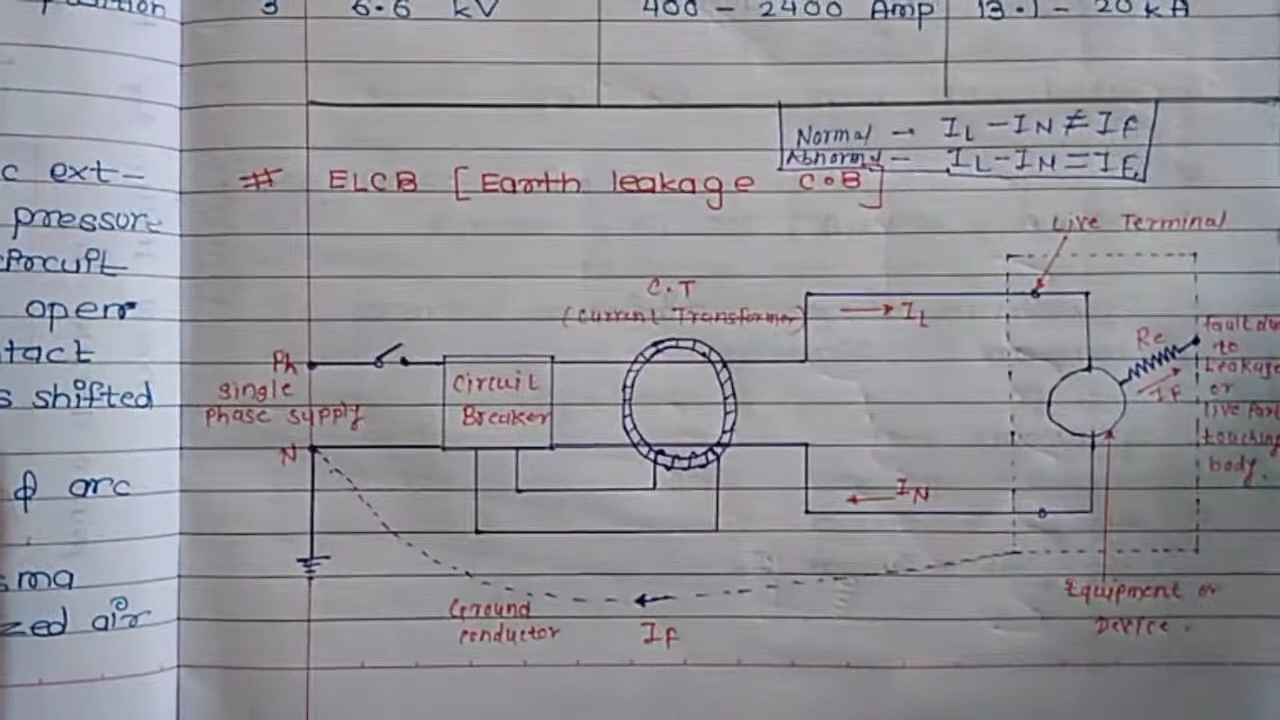 3 6.6 kV 400 - 2400 Amp 13.1 - 20 kA
Normal → IL - IN ≠ IF
Abnormal - IL - IN = IF
# ELCB [Earth leakage C.B]
c ext-
pressure
circuit
open
tact
s shifted
of arc
sma
zed air
Live Terminal
C.T
(Current Transformer)
→ IL
Ph
single
phase supply
N
Circuit
Breaker
Re
IF
fault du
to
Leakage
or
live part
touching
body.
← IN
Ground
conductor
IF
Equipment or
Device.